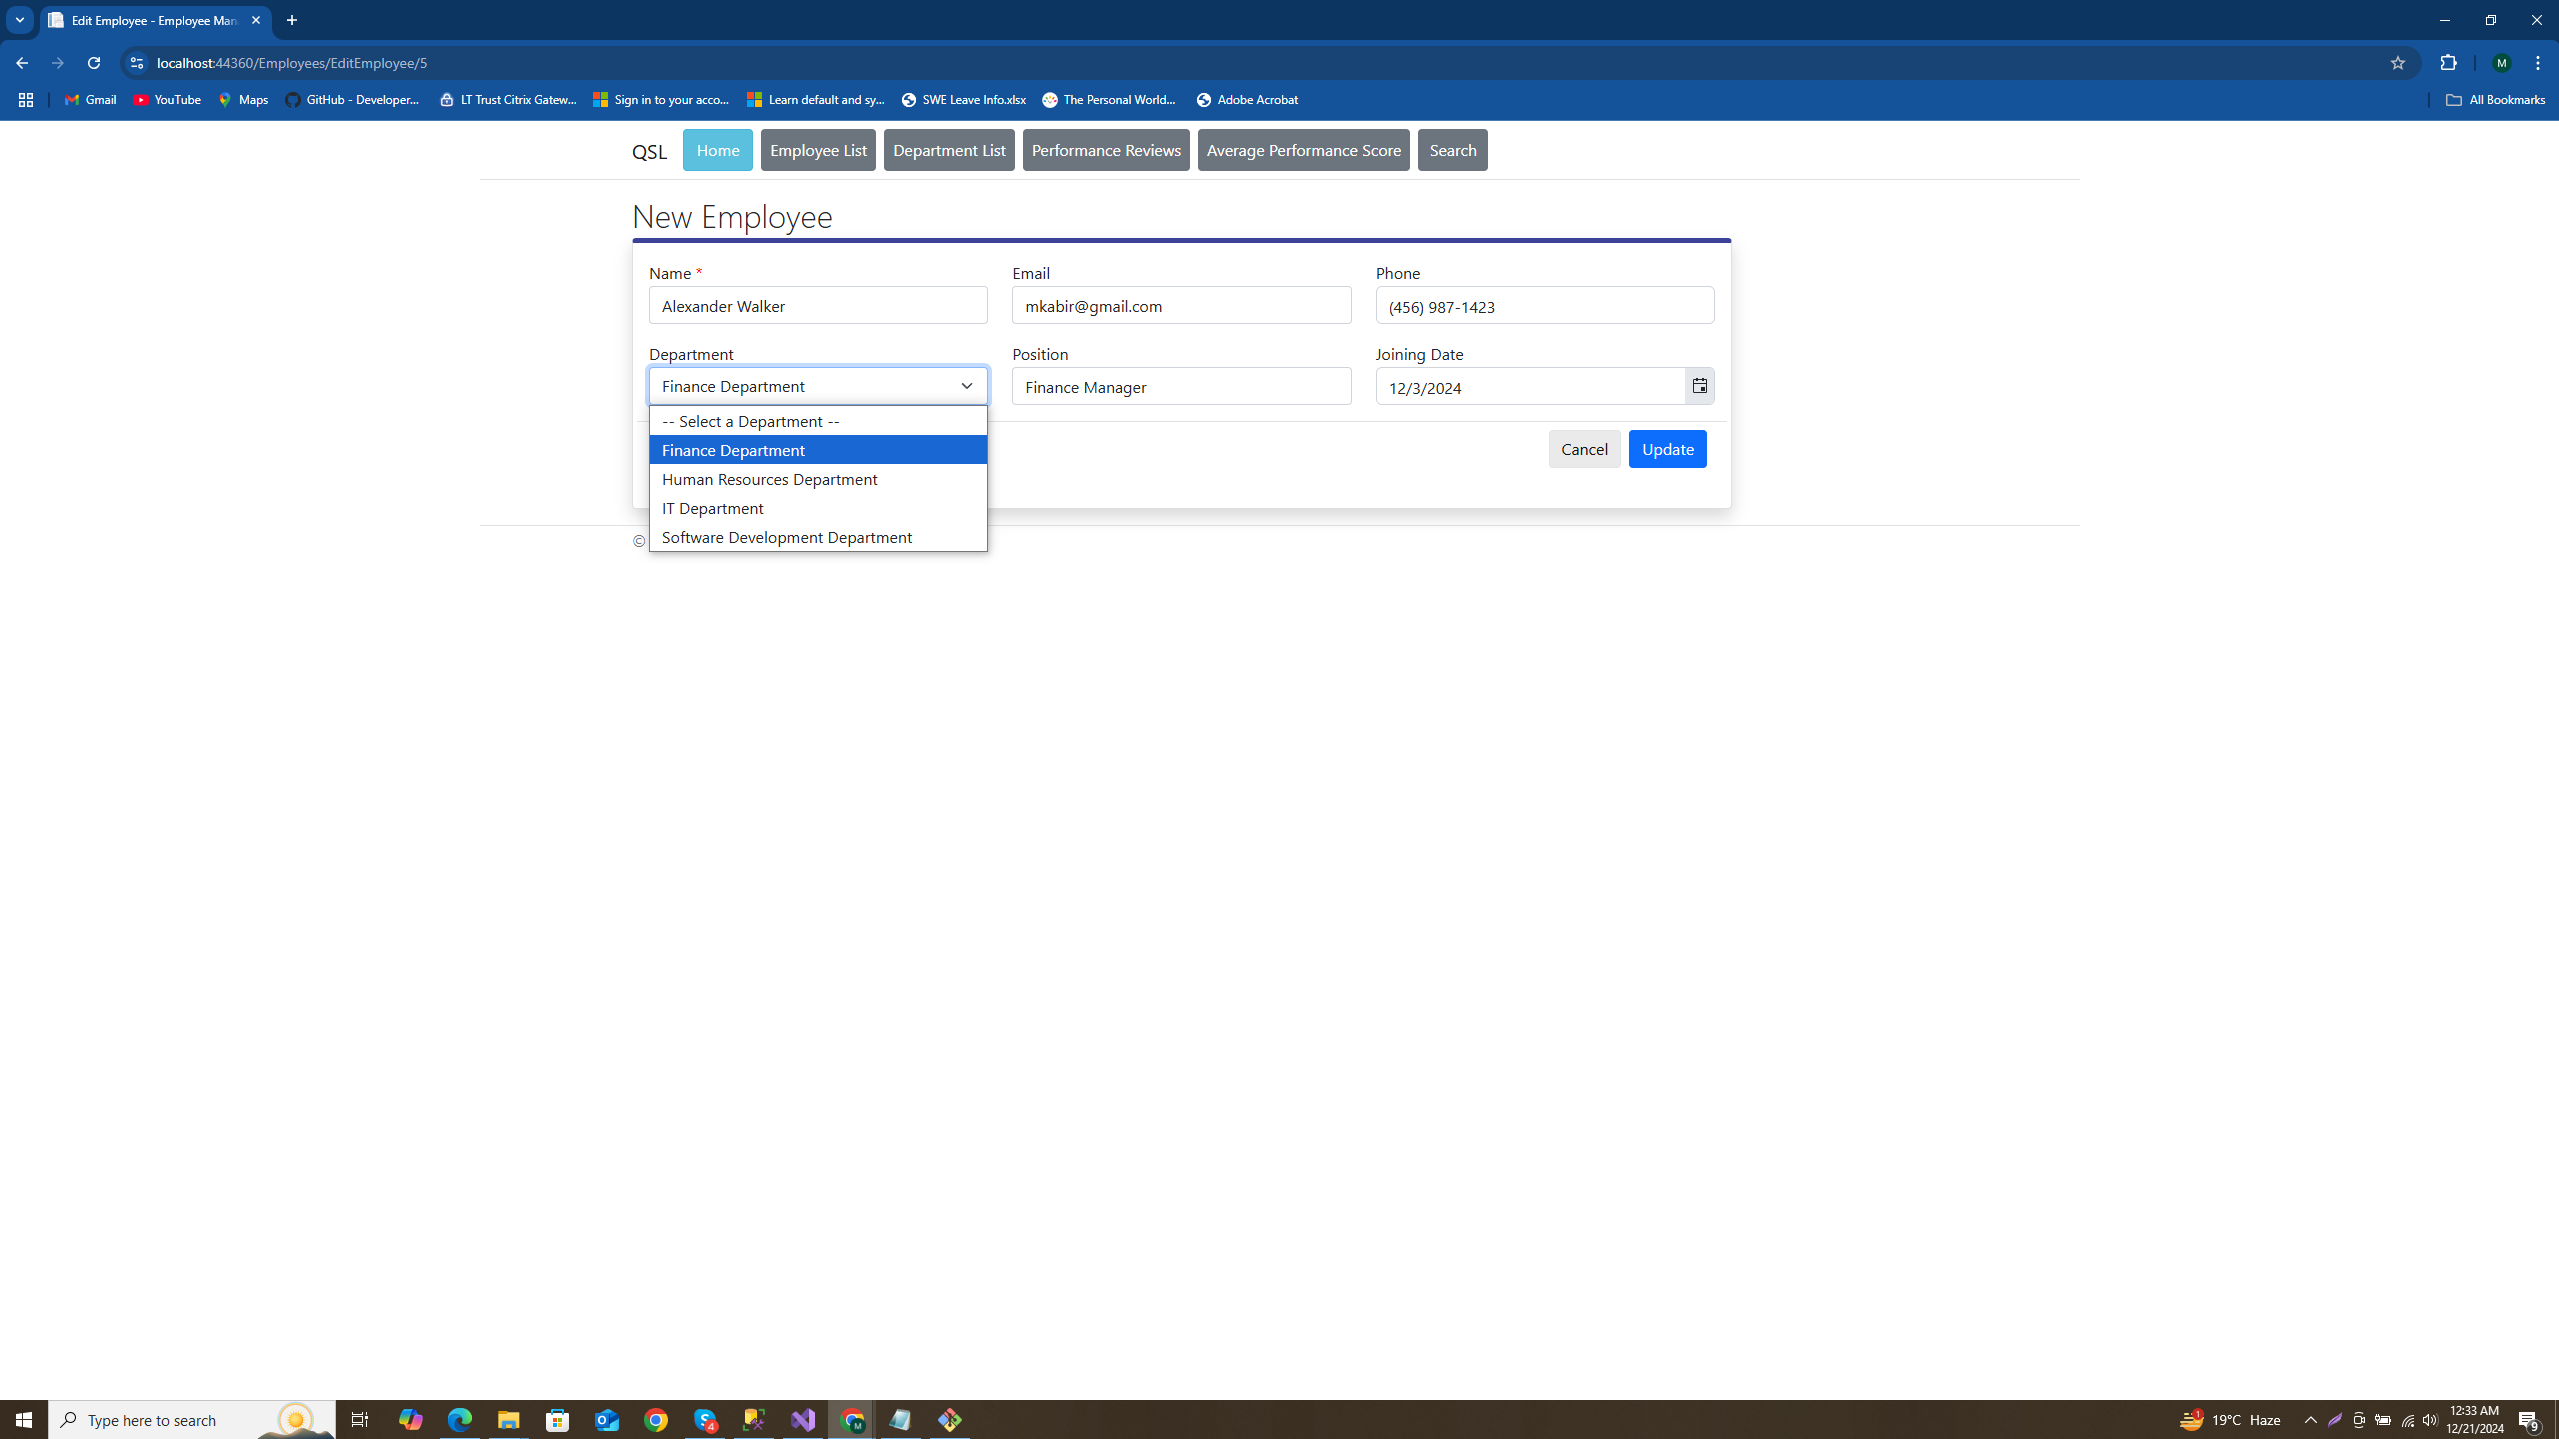 Edit Employee - Employee Man
localhost:44360/Employees/EditEmployee/5
M
Gmail YouTube Maps GitHub - Developer... LT Trust Citrix Gatew... Sign in to your acco... Learn default and sy... SWE Leave Info.xlsx The Personal World... Adobe Acrobat All Bookmarks
QSL Home Employee List Department List Performance Reviews Average Performance Score Search
New Employee
Name * Email Phone
Alexander Walker mkabir@gmail.com (456) 987-1423
Department Position Joining Date
Finance Department Finance Manager 12/3/2024
-- Select a Department --
Finance Department Cancel Update
Human Resources Department
IT Department
Software Development Department
©
Type here to search 4 M 1 19°C Haze 12:33 AM
12/21/2024 9